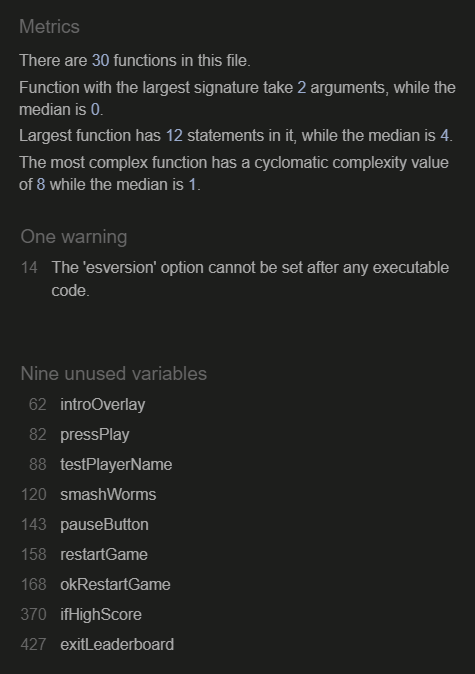 Metrics
There are 30 functions in this file.
Function with the largest signature take 2 arguments, while the
median is 0.
Largest function has 12 statements in it, while the median is 4.
The most complex function has a cyclomatic complexity value
of 8 while the median is 1.
One warning
14 The 'esversion' option cannot be set after any executable
code.
Nine unused variables
62 introOverlay
82 pressPlay
88 testPlayerName
120 smashWorms
143 pauseButton
158 restartGame
168 okRestartGame
370 ifHighScore
427 exitLeaderboard